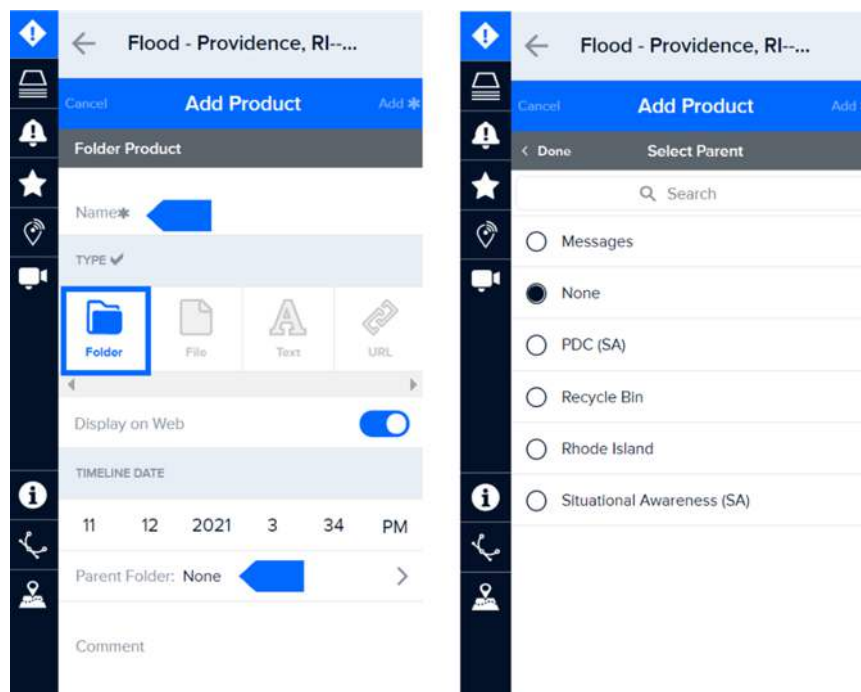 Flood - Providence, RI--...
Cancel Add Product Add *
Folder Product
Name*
TYPE
Folder File Text URL
Display on Web
TIMELINE DATE
11 12 2021 3 34 PM
Parent Folder: None
Comment
Flood - Providence, RI--...
Cancel Add Product Add
< Done Select Parent
Search
Messages
None
PDC (SA)
Recycle Bin
Rhode Island
Situational Awareness (SA)